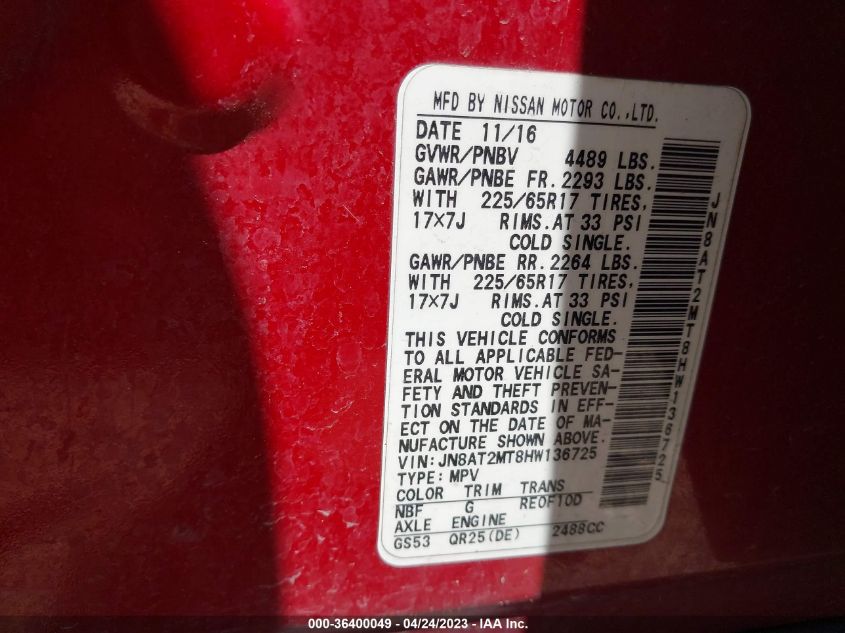 MFD BY NISSAN MOTOR CO.,LTD.
DATE 11/16
GVWR/PNBV 4489 LBS.
GAWR/PNBE FR. 2293 LBS.
WITH 225/65R17 TIRES,
17×7J RIMS.AT 33 PSI
COLD SINGLE.
GAWR/PNBE RR. 2264 LBS.
WITH 225/65R17 TIRES,
17×7J RIMS.AT 33 PSI
COLD SINGLE.
THIS VEHICLE CONFORMS
TO ALL APPLICABLE FED-
ERAL MOTOR VEHICLE SA-
FETY AND THEFT PREVEN-
TION STANDARDS IN EFF-
ECT ON THE DATE OF MA-
NUFACTURE SHOWN ABOVE.
VIN:JN8AT2MT8HW136725
TYPE:MPV
COLOR TRIM TRANS
NBF G RE0F10D
AXLE ENGINE
GS53 QR25(DE) 2488CC
JN8AT2MT8HW136725
000-36400049 - 04/24/2023 - IAA Inc.